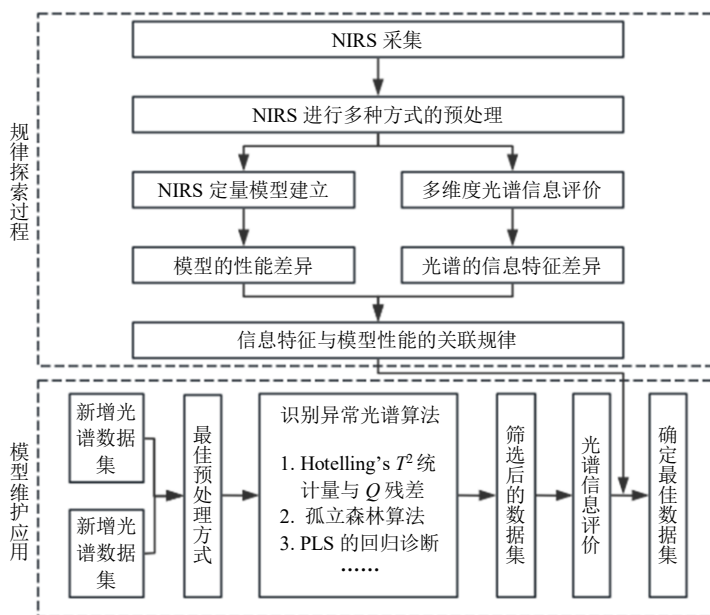 规律探索过程
NIRS 采集
NIRS 进行多种方式的预处理
NIRS 定量模型建立
多维度光谱信息评价
模型的性能差异
光谱的信息特征差异
信息特征与模型性能的关联规律
模型维护应用
新增光
谱数据
集
新增光
谱数据
集
最佳预处理方式
识别异常光谱算法
1. Hotelling’s T² 统
计量与 Q 残差
2. 孤立森林算法
3. PLS 的回归诊断
……
筛选后的数据集
光谱信息评价
确定最佳数据集